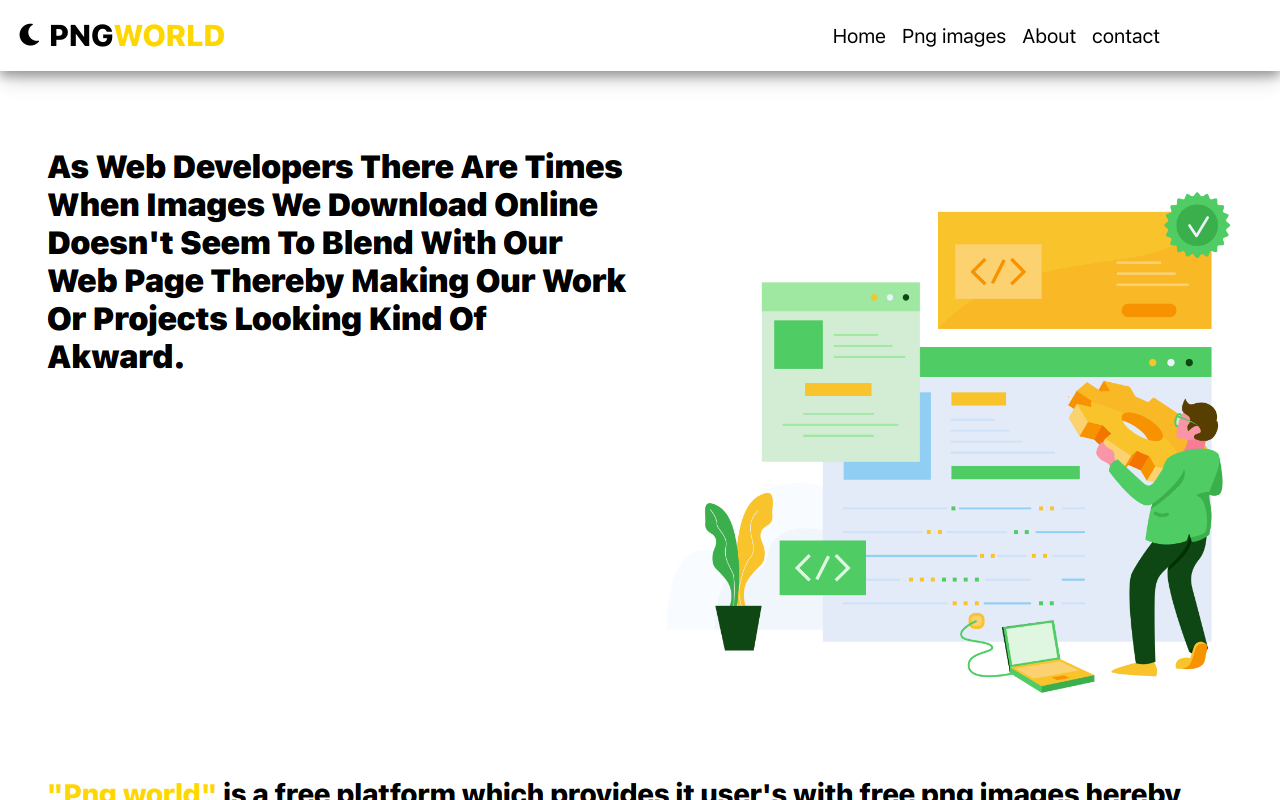 PNGWORLD
Home Png images About contact
As Web Developers There Are Times
When Images We Download Online
Doesn't Seem To Blend With Our
Web Page Thereby Making Our Work
Or Projects Looking Kind Of
Akward.
</>
</>
"Png world" is a free platform which provides it user's with free png images hereby